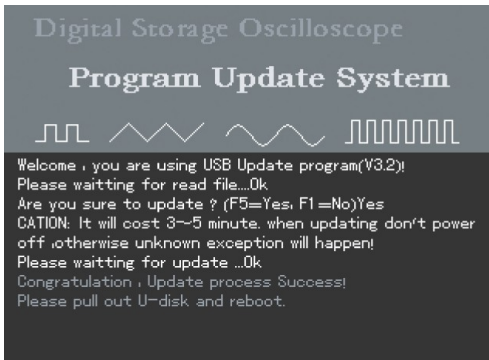 Digital Storage Oscilloscope
Program Update System
Welcome , you are using USB Update program(V3.2)!
Please waitting for read file....Ok
Are you sure to update ? (F5=Yes, F1=No)Yes
CATION: It will cost 3~5 minute. when updating don't power
off ,otherwise unknown exception will happen!
Please waitting for update ...Ok
Congratulation , Update process Success!
Please pull out U-disk and reboot.